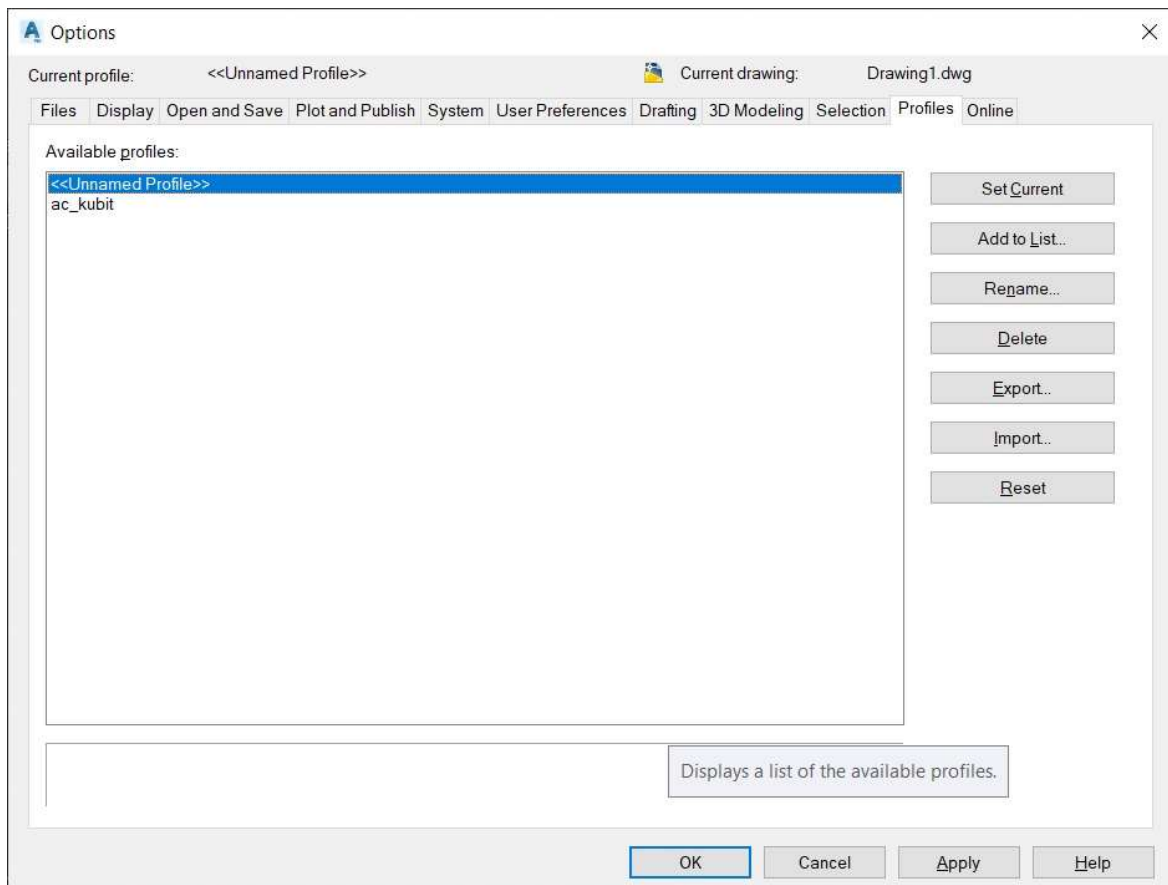 Options
Current profile: <<Unnamed Profile>> Current drawing: Drawing1.dwg
Files Display Open and Save Plot and Publish System User Preferences Drafting 3D Modeling Selection Profiles Online
Available profiles:
<<Unnamed Profile>>
ac_kubit
Set Current
Add to List...
Rename...
Delete
Export...
Import...
Reset
Displays a list of the available profiles.
OK Cancel Apply Help